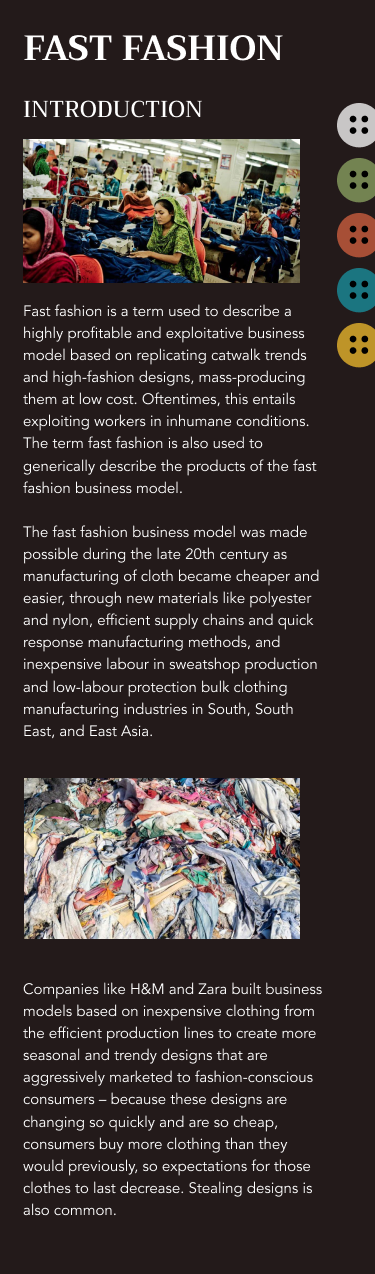 FAST FASHION
INTRODUCTION
Fast fashion is a term used to describe a
highly profitable and exploitative business
model based on replicating catwalk trends
and high-fashion designs, mass-producing
them at low cost. Oftentimes, this entails
exploiting workers in inhumane conditions.
The term fast fashion is also used to
generically describe the products of the fast
fashion business model.
The fast fashion business model was made
possible during the late 20th century as
manufacturing of cloth became cheaper and
easier, through new materials like polyester
and nylon, efficient supply chains and quick
response manufacturing methods, and
inexpensive labour in sweatshop production
and low-labour protection bulk clothing
manufacturing industries in South, South
East, and East Asia.
Companies like H&M and Zara built business
models based on inexpensive clothing from
the efficient production lines to create more
seasonal and trendy designs that are
aggressively marketed to fashion-conscious
consumers – because these designs are
changing so quickly and are so cheap,
consumers buy more clothing than they
would previously, so expectations for those
clothes to last decrease. Stealing designs is
also common.